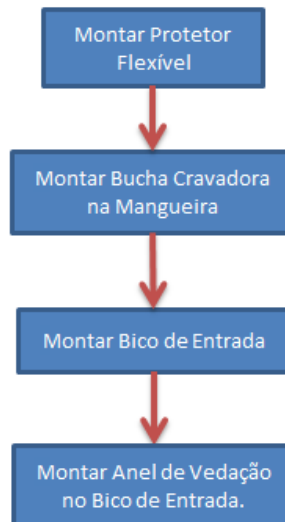 Montar Protetor
Flexível
Montar Bucha Cravadora
na Mangueira
Montar Bico de Entrada
Montar Anel de Vedação
no Bico de Entrada.